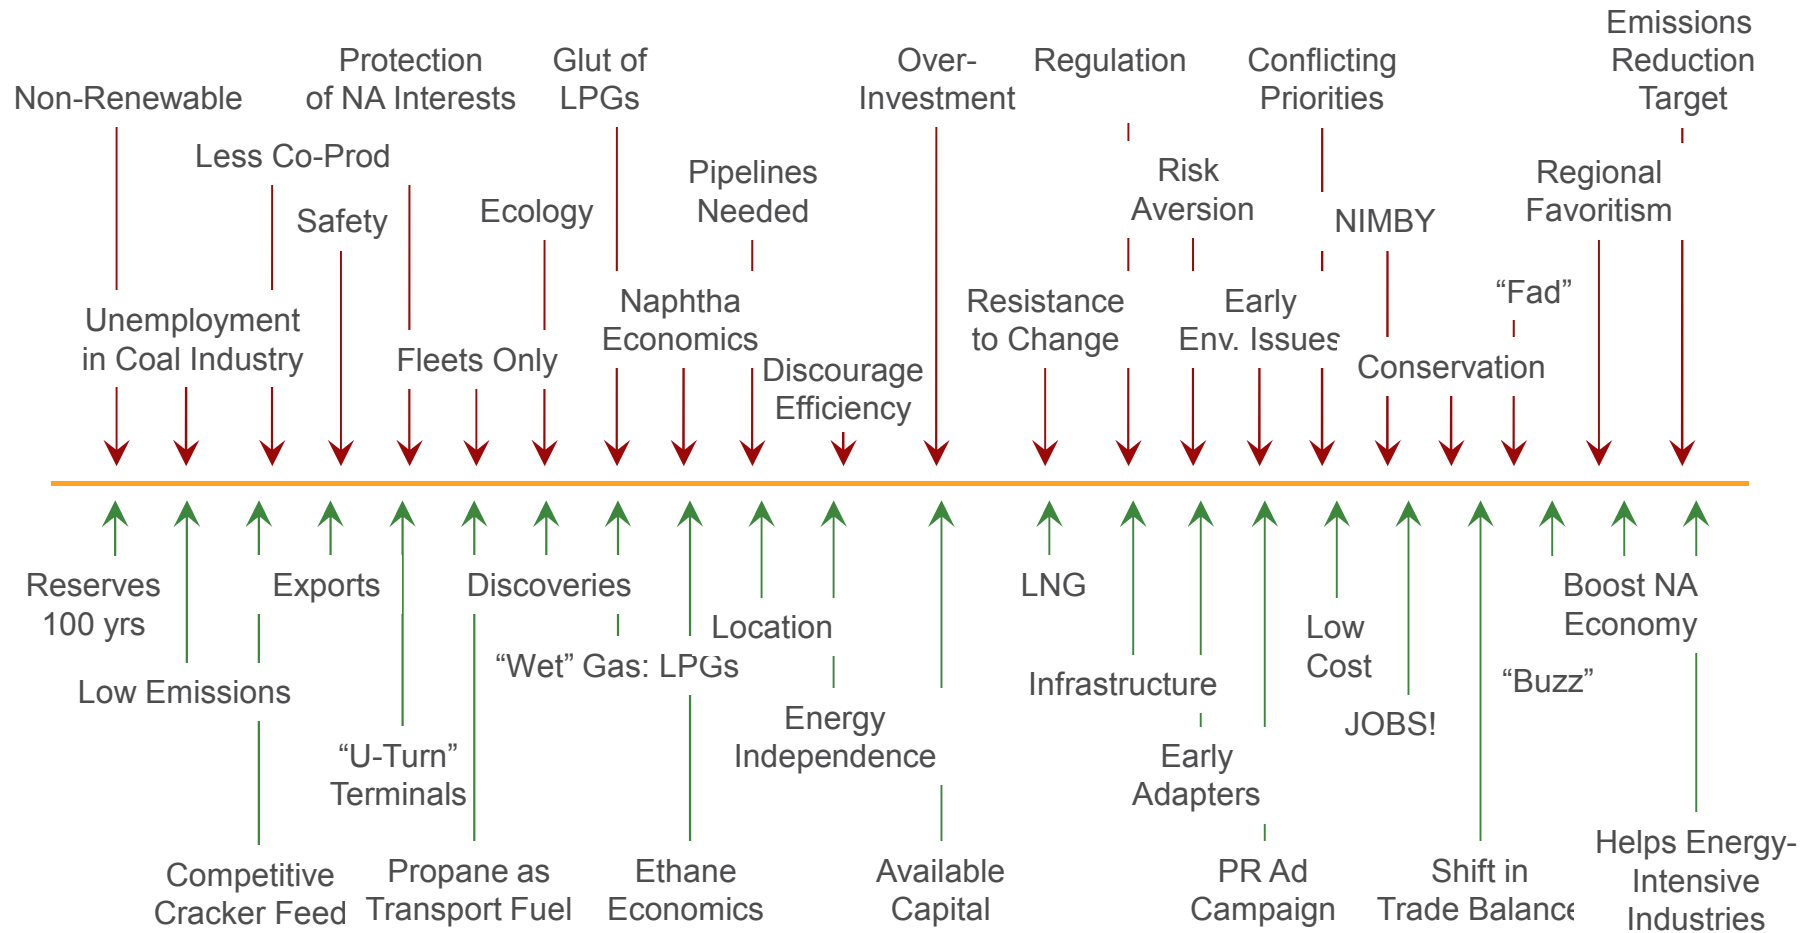 Non-Renewable
Protection
of NA Interests
Glut of
LPGs
Over-
Investment
Regulation
Conflicting
Priorities
Emissions
Reduction
Target
Less Co-Prod
Safety
Ecology
Pipelines
Needed
Risk
Aversion
NIMBY
Regional
Favoritism
Unemployment
in Coal Industry
Fleets Only
Naphtha
Economics
Discourage
Efficiency
Resistance
to Change
Early
Env. Issues
Conservation
“Fad”
Reserves
100 yrs
Exports
Discoveries
Location
LNG
Low
Cost
Boost NA
Economy
Low Emissions
“Wet” Gas: LPGs
Infrastructure
“Buzz”
“U-Turn”
Terminals
Energy
Independence
Early
Adapters
JOBS!
Competitive
Cracker Feed
Propane as
Transport Fuel
Ethane
Economics
Available
Capital
PR Ad
Campaign
Shift in
Trade Balance
Helps Energy-
Intensive
Industries